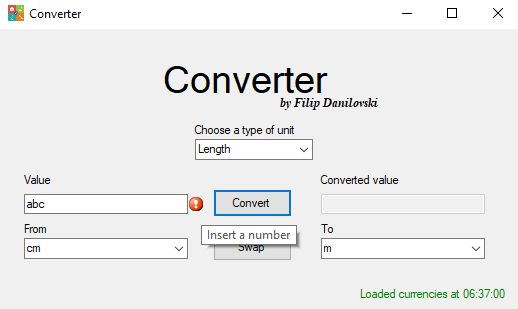 Converter
Converter
by Filip Danilovski
Choose a type of unit
Length
Value
Converted value
abc
Convert
From
To
Insert a number
cm
Swap
m
Loaded currencies at 06:37:00